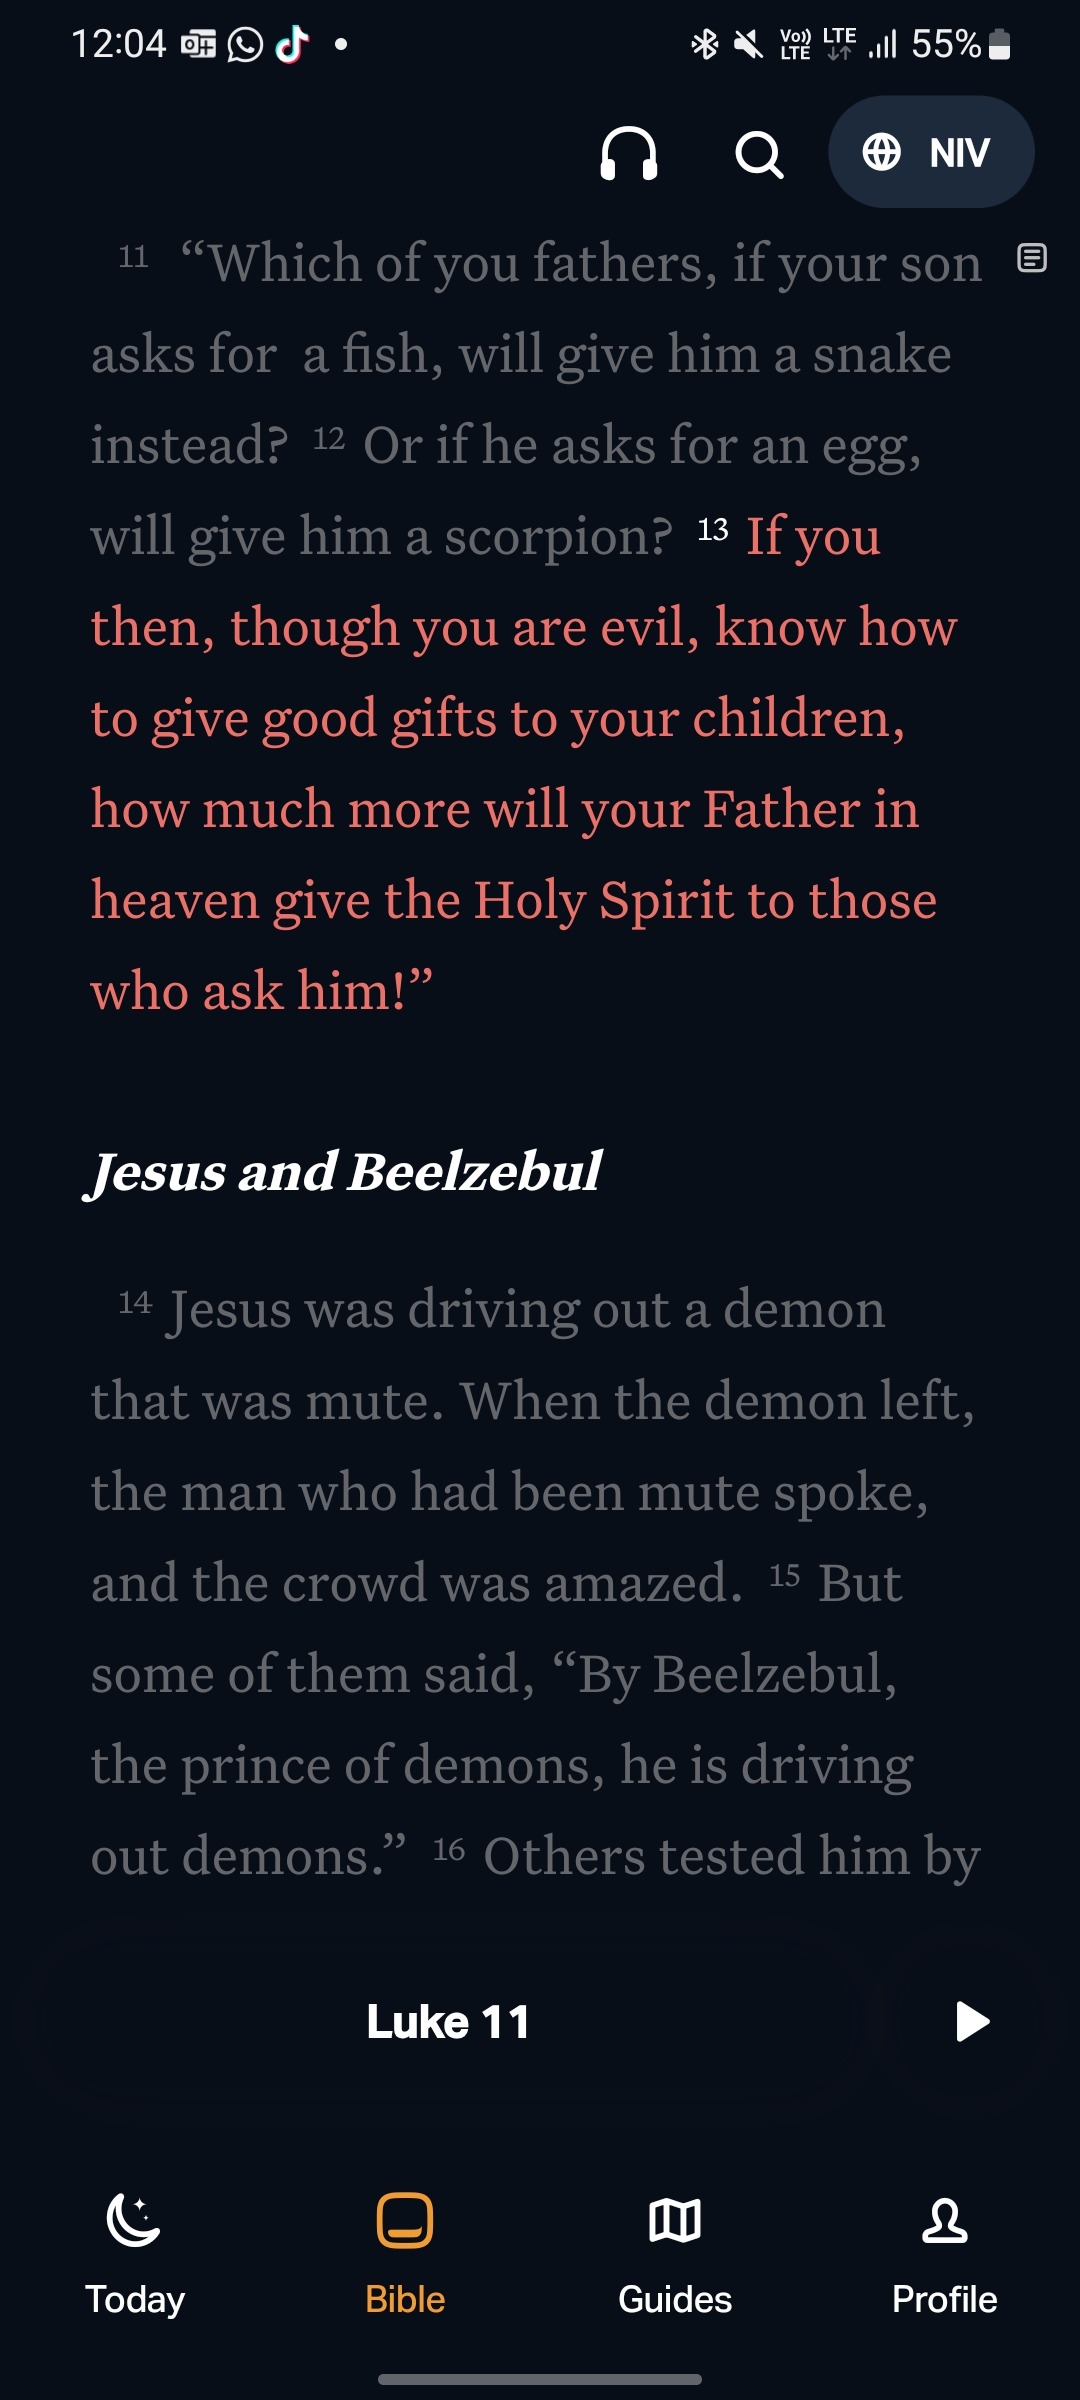 12:04
Vo)) LTE LTE 55%
NIV
11 “Which of you fathers, if your son
asks for a fish, will give him a snake
instead? 12 Or if he asks for an egg,
will give him a scorpion? 13 If you
then, though you are evil, know how
to give good gifts to your children,
how much more will your Father in
heaven give the Holy Spirit to those
who ask him!”
Jesus and Beelzebul
14 Jesus was driving out a demon
that was mute. When the demon left,
the man who had been mute spoke,
and the crowd was amazed. 15 But
some of them said, “By Beelzebul,
the prince of demons, he is driving
out demons.” 16 Others tested him by
Luke 11
Today Bible Guides Profile